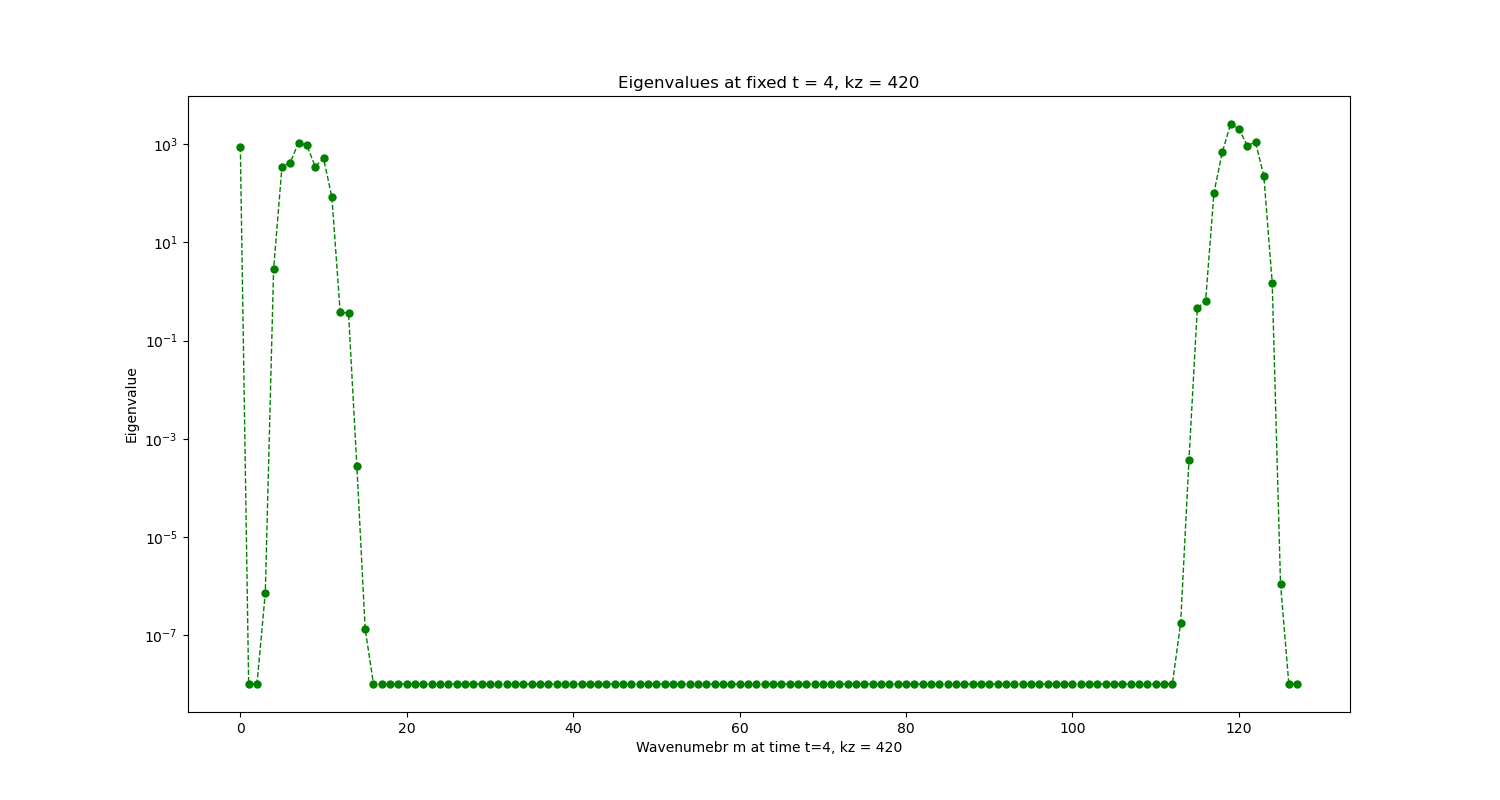 Eigenvalues at fixed t = 4, kz = 420
Eigenvalue
10³
10¹
10⁻¹
10⁻³
10⁻⁵
10⁻⁷
0 20 40 60 80 100 120
Wavenumebr m at time t=4, kz = 420